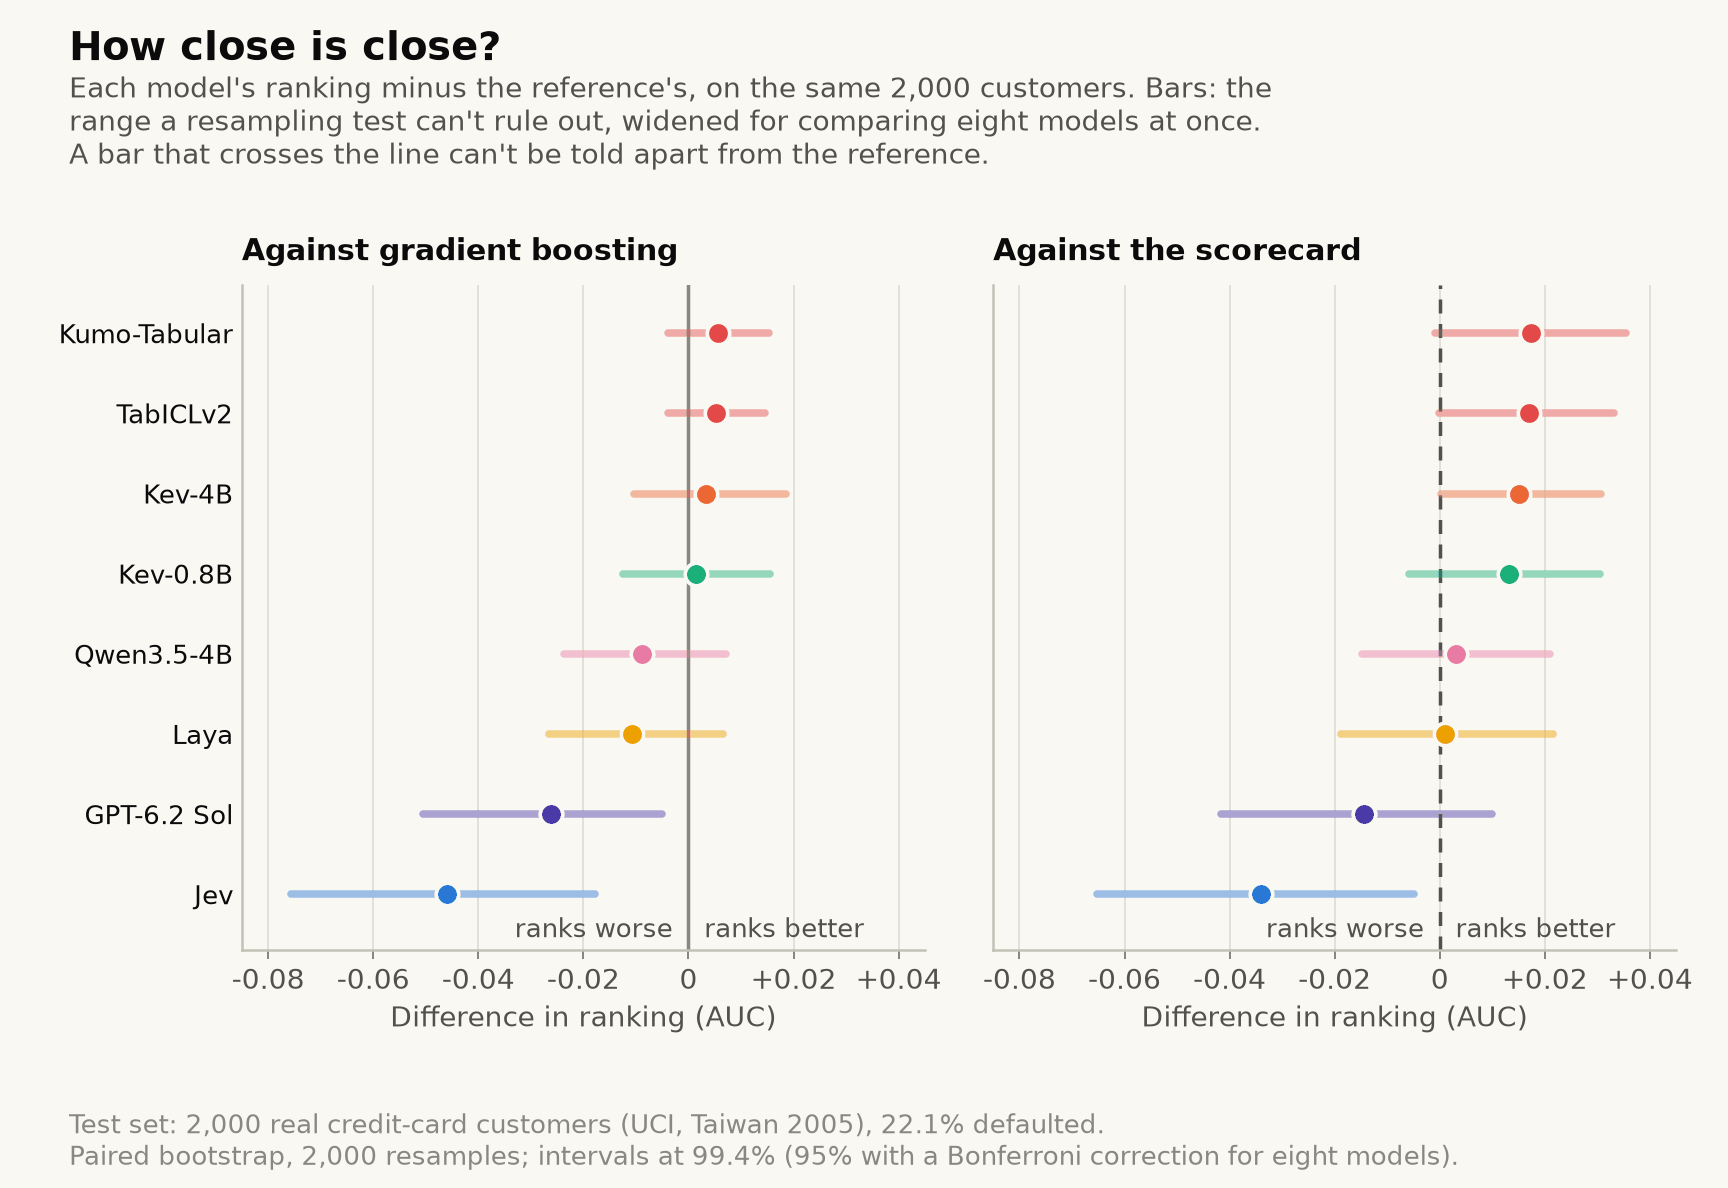 How close is close?
Each model's ranking minus the reference's, on the same 2,000 customers. Bars: the
range a resampling test can't rule out, widened for comparing eight models at once.
A bar that crosses the line can't be told apart from the reference.
Against gradient boosting
Against the scorecard
Kumo-Tabular
TabICLv2
Kev-4B
Kev-0.8B
Qwen3.5-4B
Laya
GPT-6.2 Sol
Jev
ranks worse
ranks better
ranks worse
ranks better
-0.08 -0.06 -0.04 -0.02 0 +0.02 +0.04
-0.08 -0.06 -0.04 -0.02 0 +0.02 +0.04
Difference in ranking (AUC)
Difference in ranking (AUC)
Test set: 2,000 real credit-card customers (UCI, Taiwan 2005), 22.1% defaulted.
Paired bootstrap, 2,000 resamples; intervals at 99.4% (95% with a Bonferroni correction for eight models).